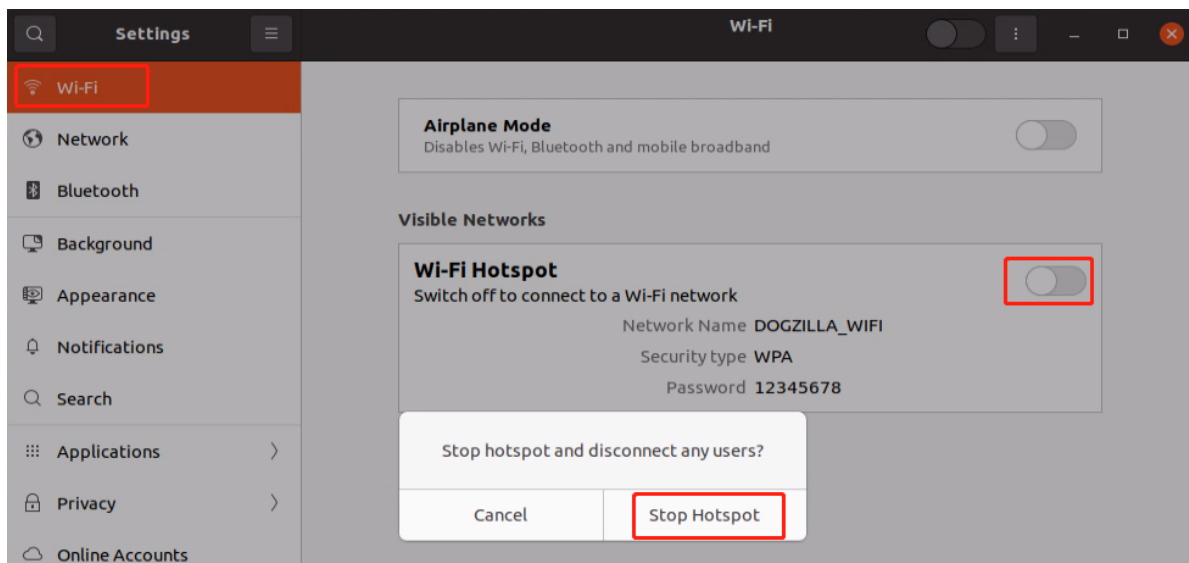 Settings
Wi-Fi
Wi-Fi
Network
Bluetooth
Background
Appearance
Notifications
Search
Applications
Privacy
Online Accounts
Airplane Mode
Disables Wi-Fi, Bluetooth and mobile broadband
Visible Networks
Wi-Fi Hotspot
Switch off to connect to a Wi-Fi network
Network Name DOGZILLA_WIFI
Security type WPA
Password 12345678
Stop hotspot and disconnect any users?
Cancel
Stop Hotspot